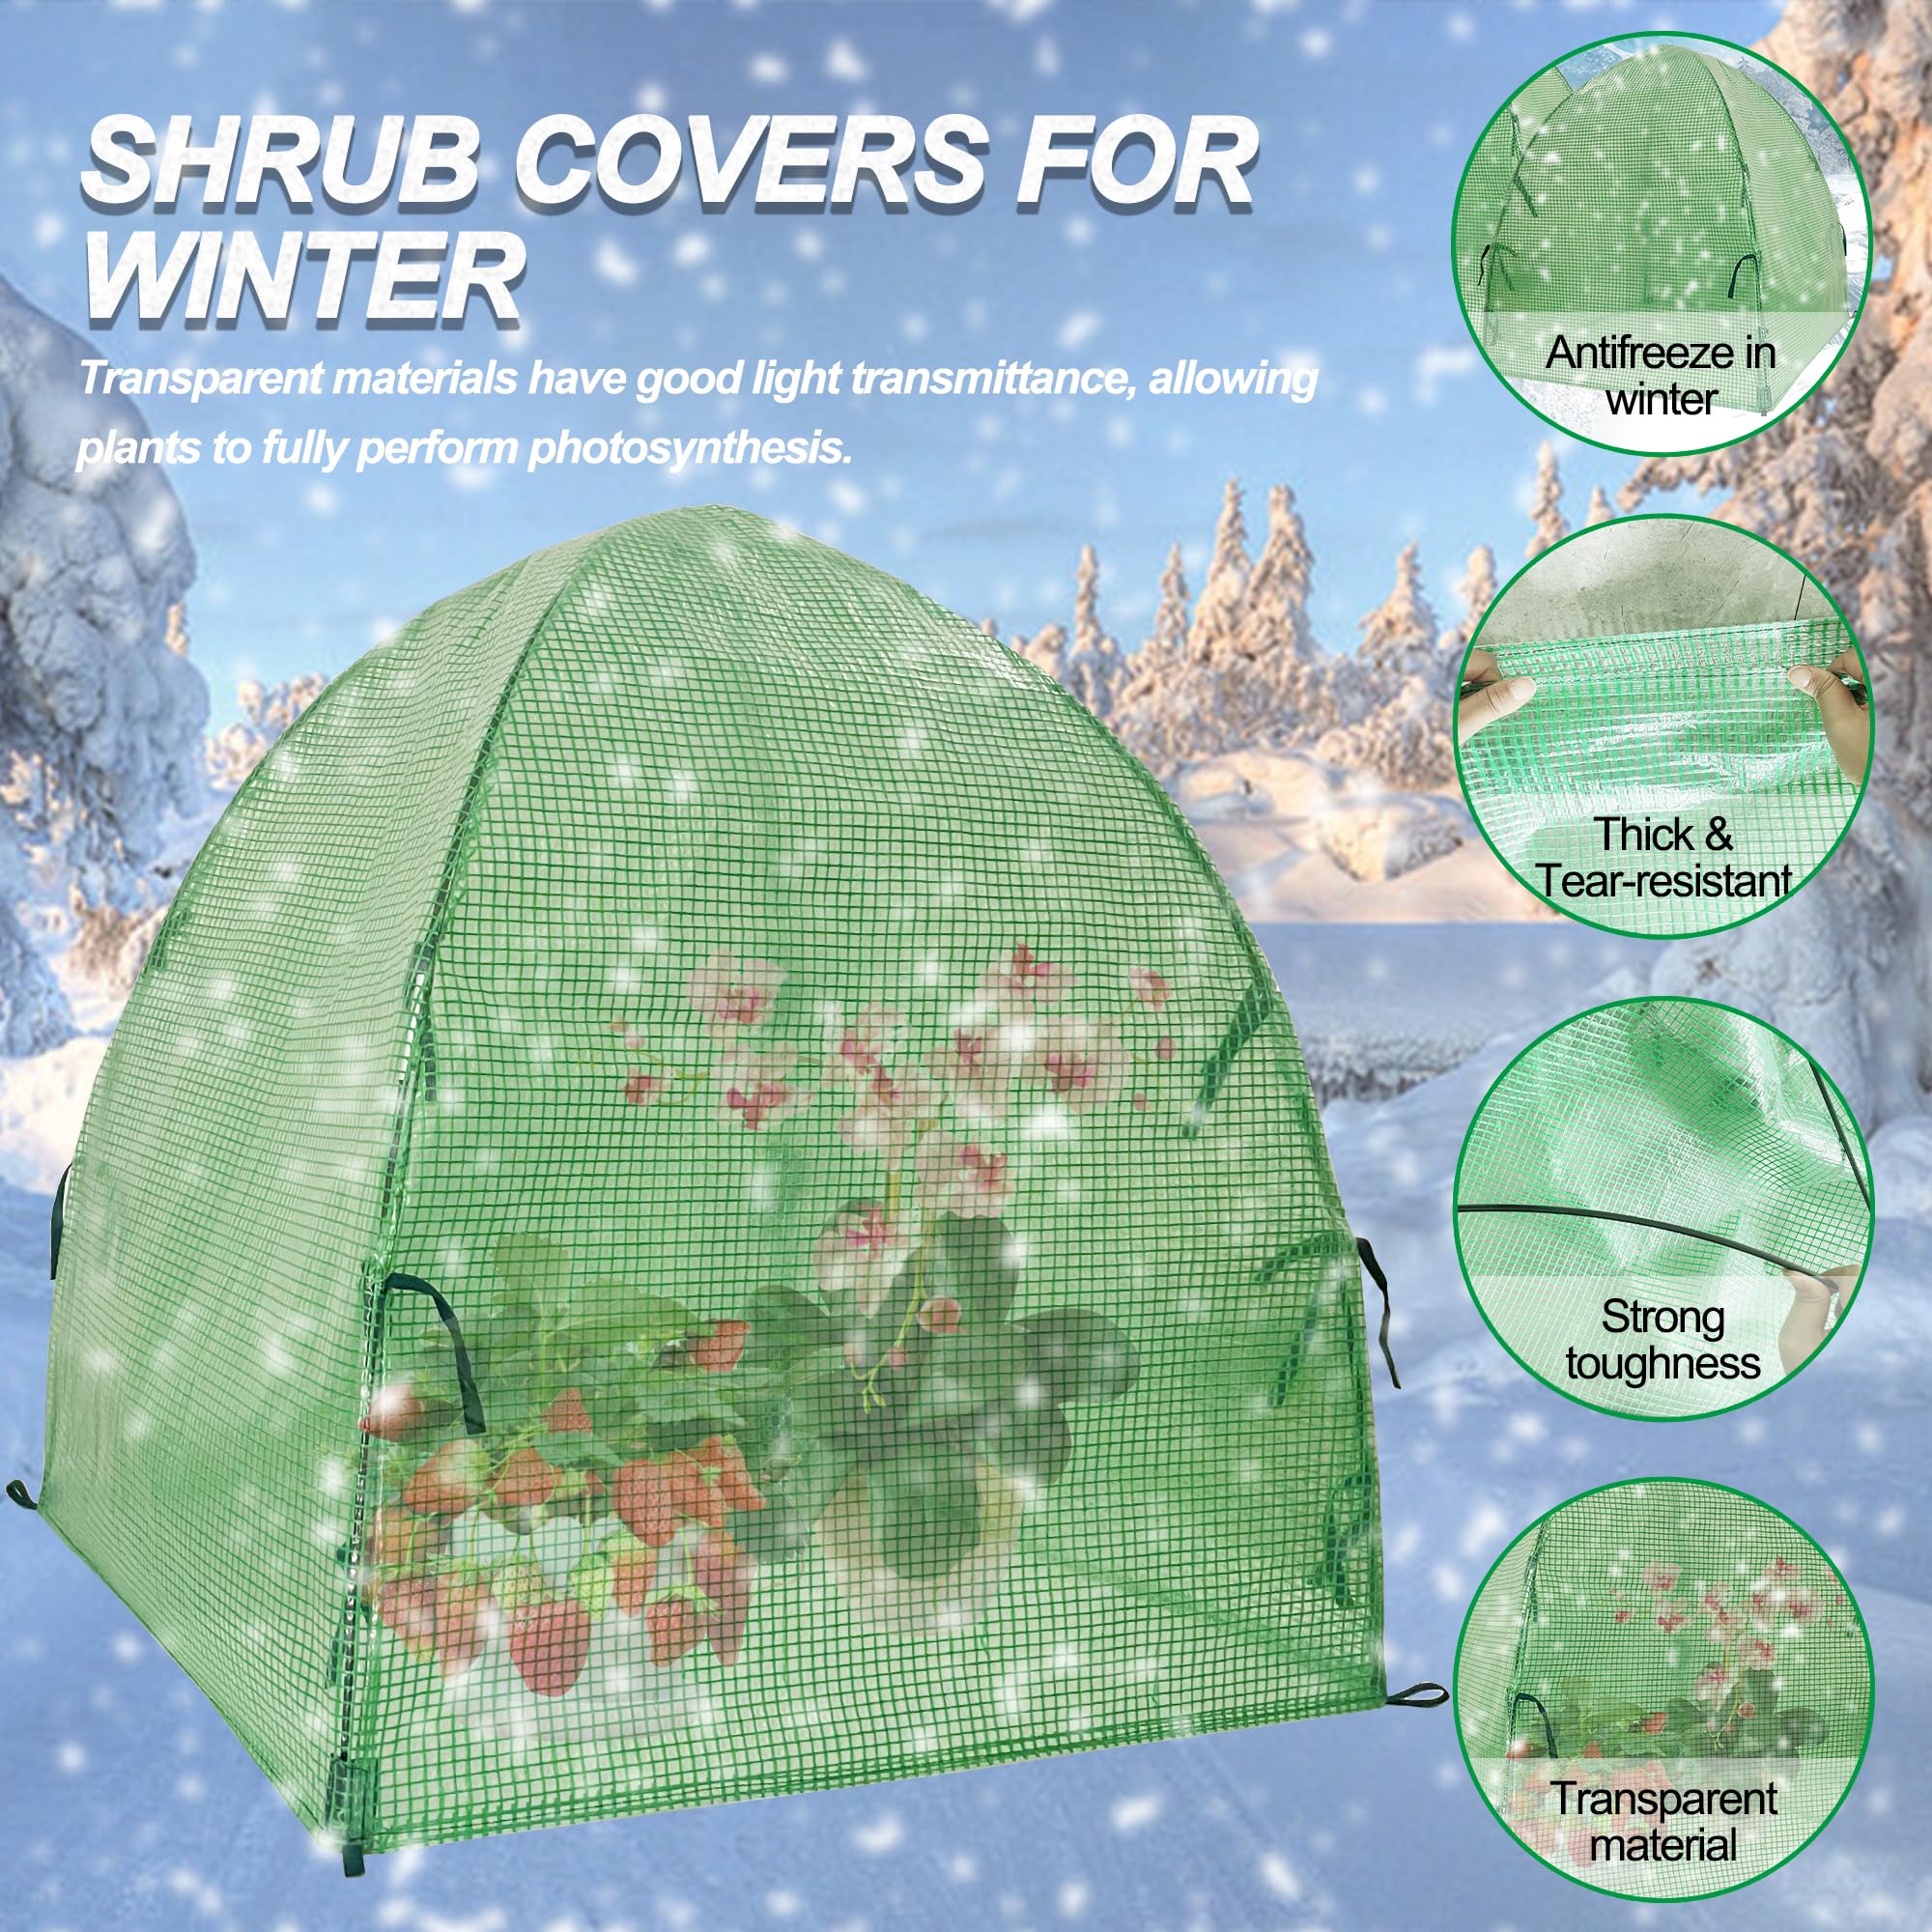 SHRUB COVERS FOR
WINTER
Transparent materials have good light transmittance, allowing
plants to fully perform photosynthesis.
Antifreeze in
winter
Thick &
Tear-resistant
Strong
toughness
Transparent
material